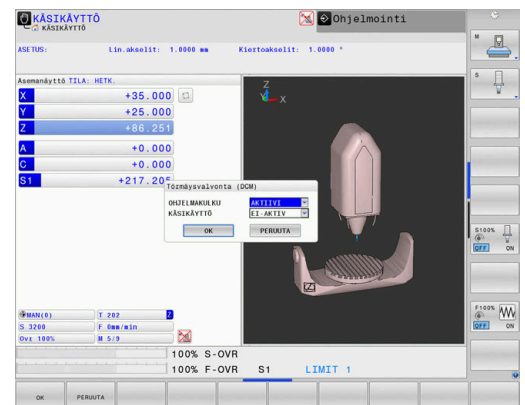 KÄSIKÄYTTÖ
KÄSIKÄYTTÖ
Ohjelmointi
ASETUS: Lin.akselit: 1.0000 mm Kiertoakselit: 1.0000 °
Asemanäyttö TILA: HETK.
X +35.000
Y +25.000
Z +86.251
A +0.000
C +0.000
S1 +217.205
Z
Y X
Törmäysvalvonta (DCM)
OHJELMAKULKU AKTIIVI
KÄSIKÄYTTÖ EI-AKTIV
OK PERUUTA
MAN(0) T 202 Z
S 3200 F 0mm/min
Ovr 100% M 5/9
100% S-OVR
100% F-OVR S1 LIMIT 1
OK PERUUTA
M
S
S100%
OFF ON
F100%
OFF ON